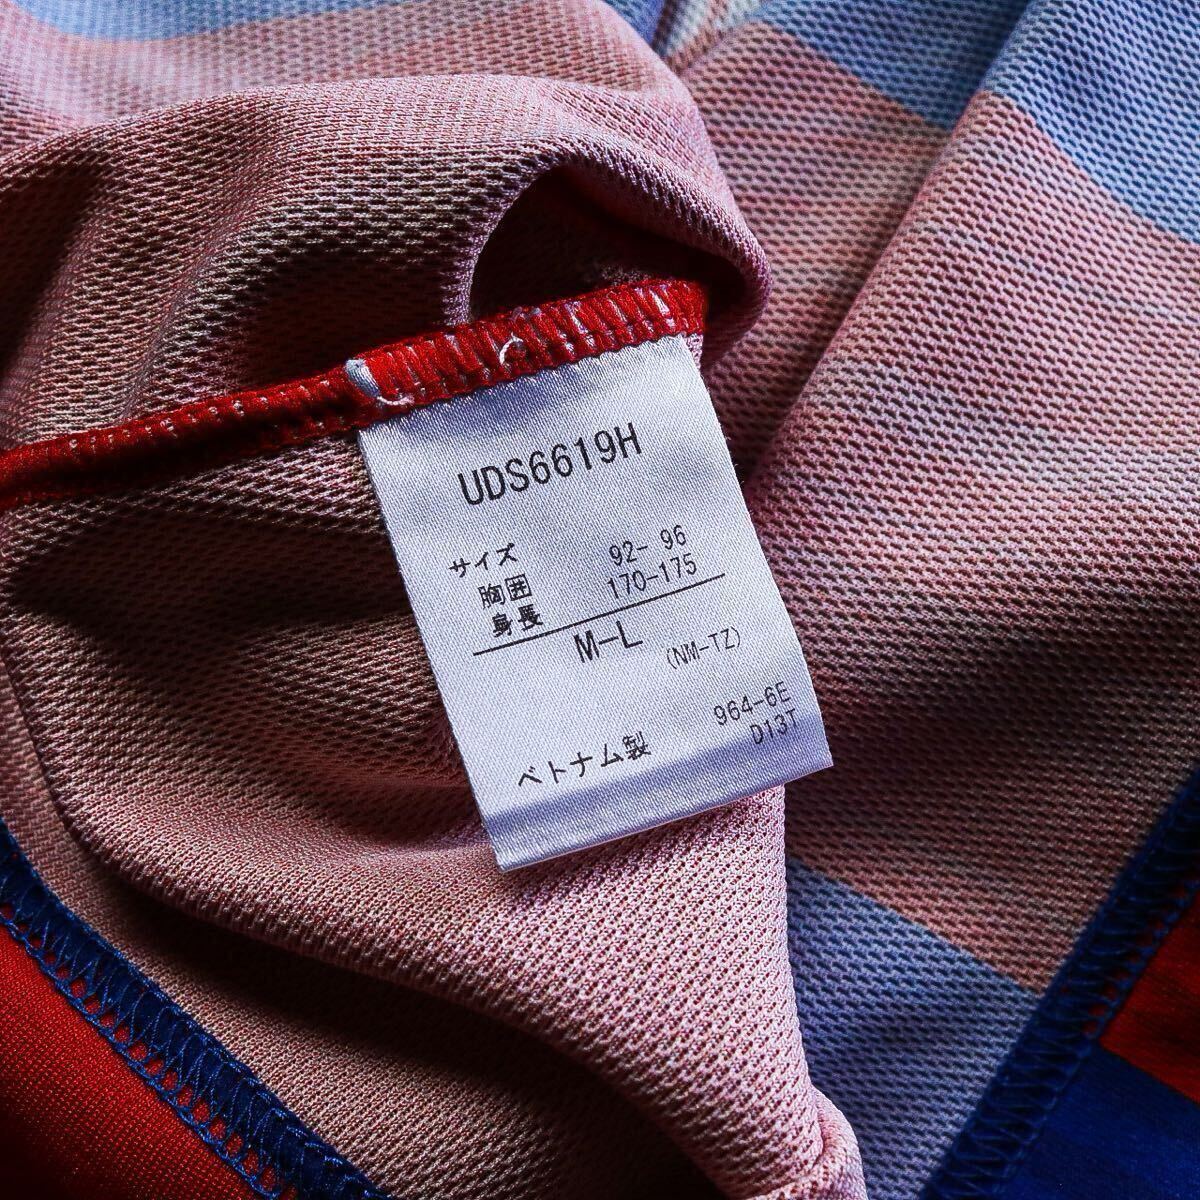 UDS6619H
サイズ
胸囲 92- 96
身長 170-175
M-L (NM-TZ)
964-6E
D13T
ベトナム製